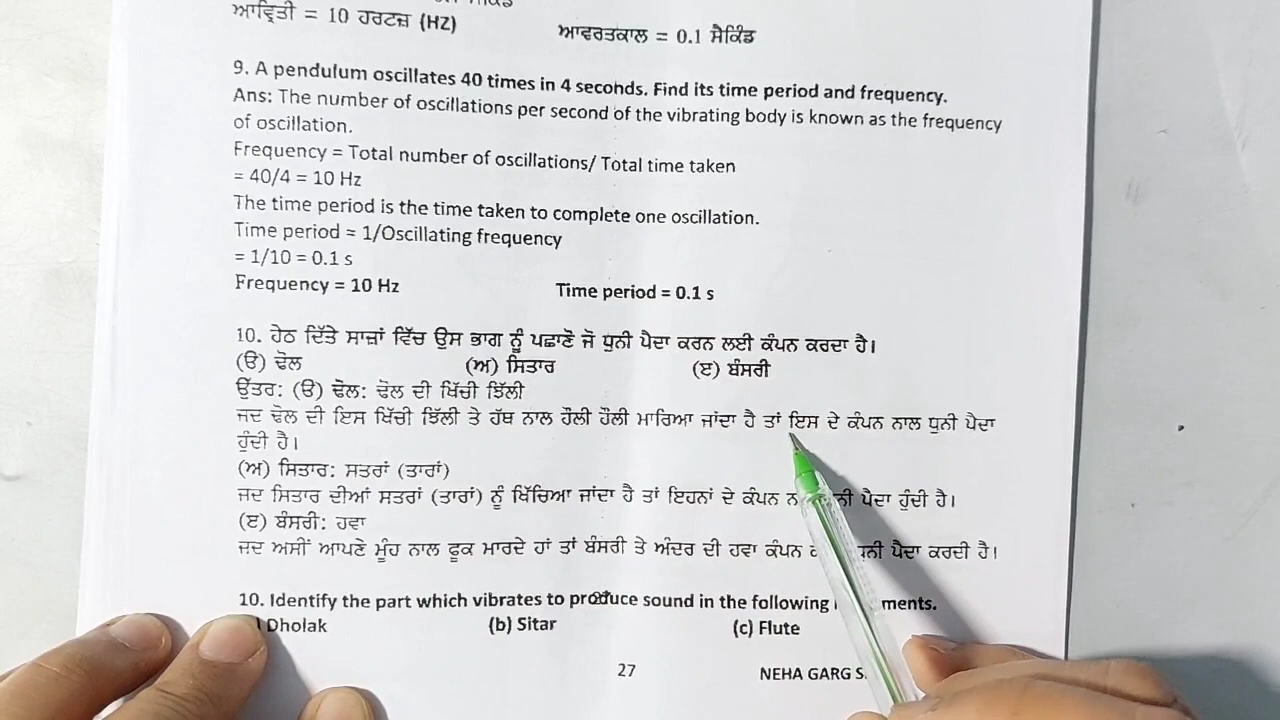 ਆਵ੍ਰਿਤੀ = 10 ਹਰਟਜ਼ (HZ) ਆਵਰਤਕਾਲ = 0.1 ਸੈਕਿੰਡ
9. A pendulum oscillates 40 times in 4 seconds. Find its time period and frequency.
Ans: The number of oscillations per second of the vibrating body is known as the frequency
of oscillation.
Frequency = Total number of oscillations/ Total time taken
= 40/4 = 10 Hz
The time period is the time taken to complete one oscillation.
Time period = 1/Oscillating frequency
= 1/10 = 0.1 s
Frequency = 10 Hz Time period = 0.1 s
10. ਹੇਠ ਦਿੱਤੇ ਸਾਜ਼ਾਂ ਵਿੱਚ ਉਸ ਭਾਗ ਨੂੰ ਪਛਾਣੋ ਜੋ ਧੁਨੀ ਪੈਦਾ ਕਰਨ ਲਈ ਕੰਪਨ ਕਰਦਾ ਹੈ।
(ੳ) ਢੋਲ (ਅ) ਸਿਤਾਰ (ੲ) ਬੰਸਰੀ
ਉੱਤਰ: (ੳ) ਢੋਲ: ਢੋਲ ਦੀ ਖਿੱਚੀ ਝਿੱਲੀ
ਜਦ ਢੋਲ ਦੀ ਇਸ ਖਿੱਚੀ ਝਿੱਲੀ ਤੇ ਹੱਥ ਨਾਲ ਹੌਲੀ ਹੌਲੀ ਮਾਰਿਆ ਜਾਂਦਾ ਹੈ ਤਾਂ ਇਸ ਦੇ ਕੰਪਨ ਨਾਲ ਧੁਨੀ ਪੈਦਾ
ਹੁੰਦੀ ਹੈ।
(ਅ) ਸਿਤਾਰ: ਸਤਰਾਂ (ਤਾਰਾਂ)
ਜਦ ਸਿਤਾਰ ਦੀਆਂ ਸਤਰਾਂ (ਤਾਰਾਂ) ਨੂੰ ਖਿੱਚਿਆ ਜਾਂਦਾ ਹੈ ਤਾਂ ਇਹਨਾਂ ਦੇ ਕੰਪਨ ਪੈਦਾ ਹੁੰਦੀ ਹੈ।
(ੲ) ਬੰਸਰੀ: ਹਵਾ
ਜਦ ਅਸੀਂ ਆਪਣੇ ਮੂੰਹ ਨਾਲ ਫੂਕ ਮਾਰਦੇ ਹਾਂ ਤਾਂ ਬੰਸਰੀ ਤੇ ਅੰਦਰ ਦੀ ਹਵਾ ਕੰਪਨ ਪੈਦਾ ਕਰਦੀ ਹੈ।
10. Identify the part which vibrates to produce sound in the following
Dholak (b) Sitar (c) Flute
27 NEHA GARG